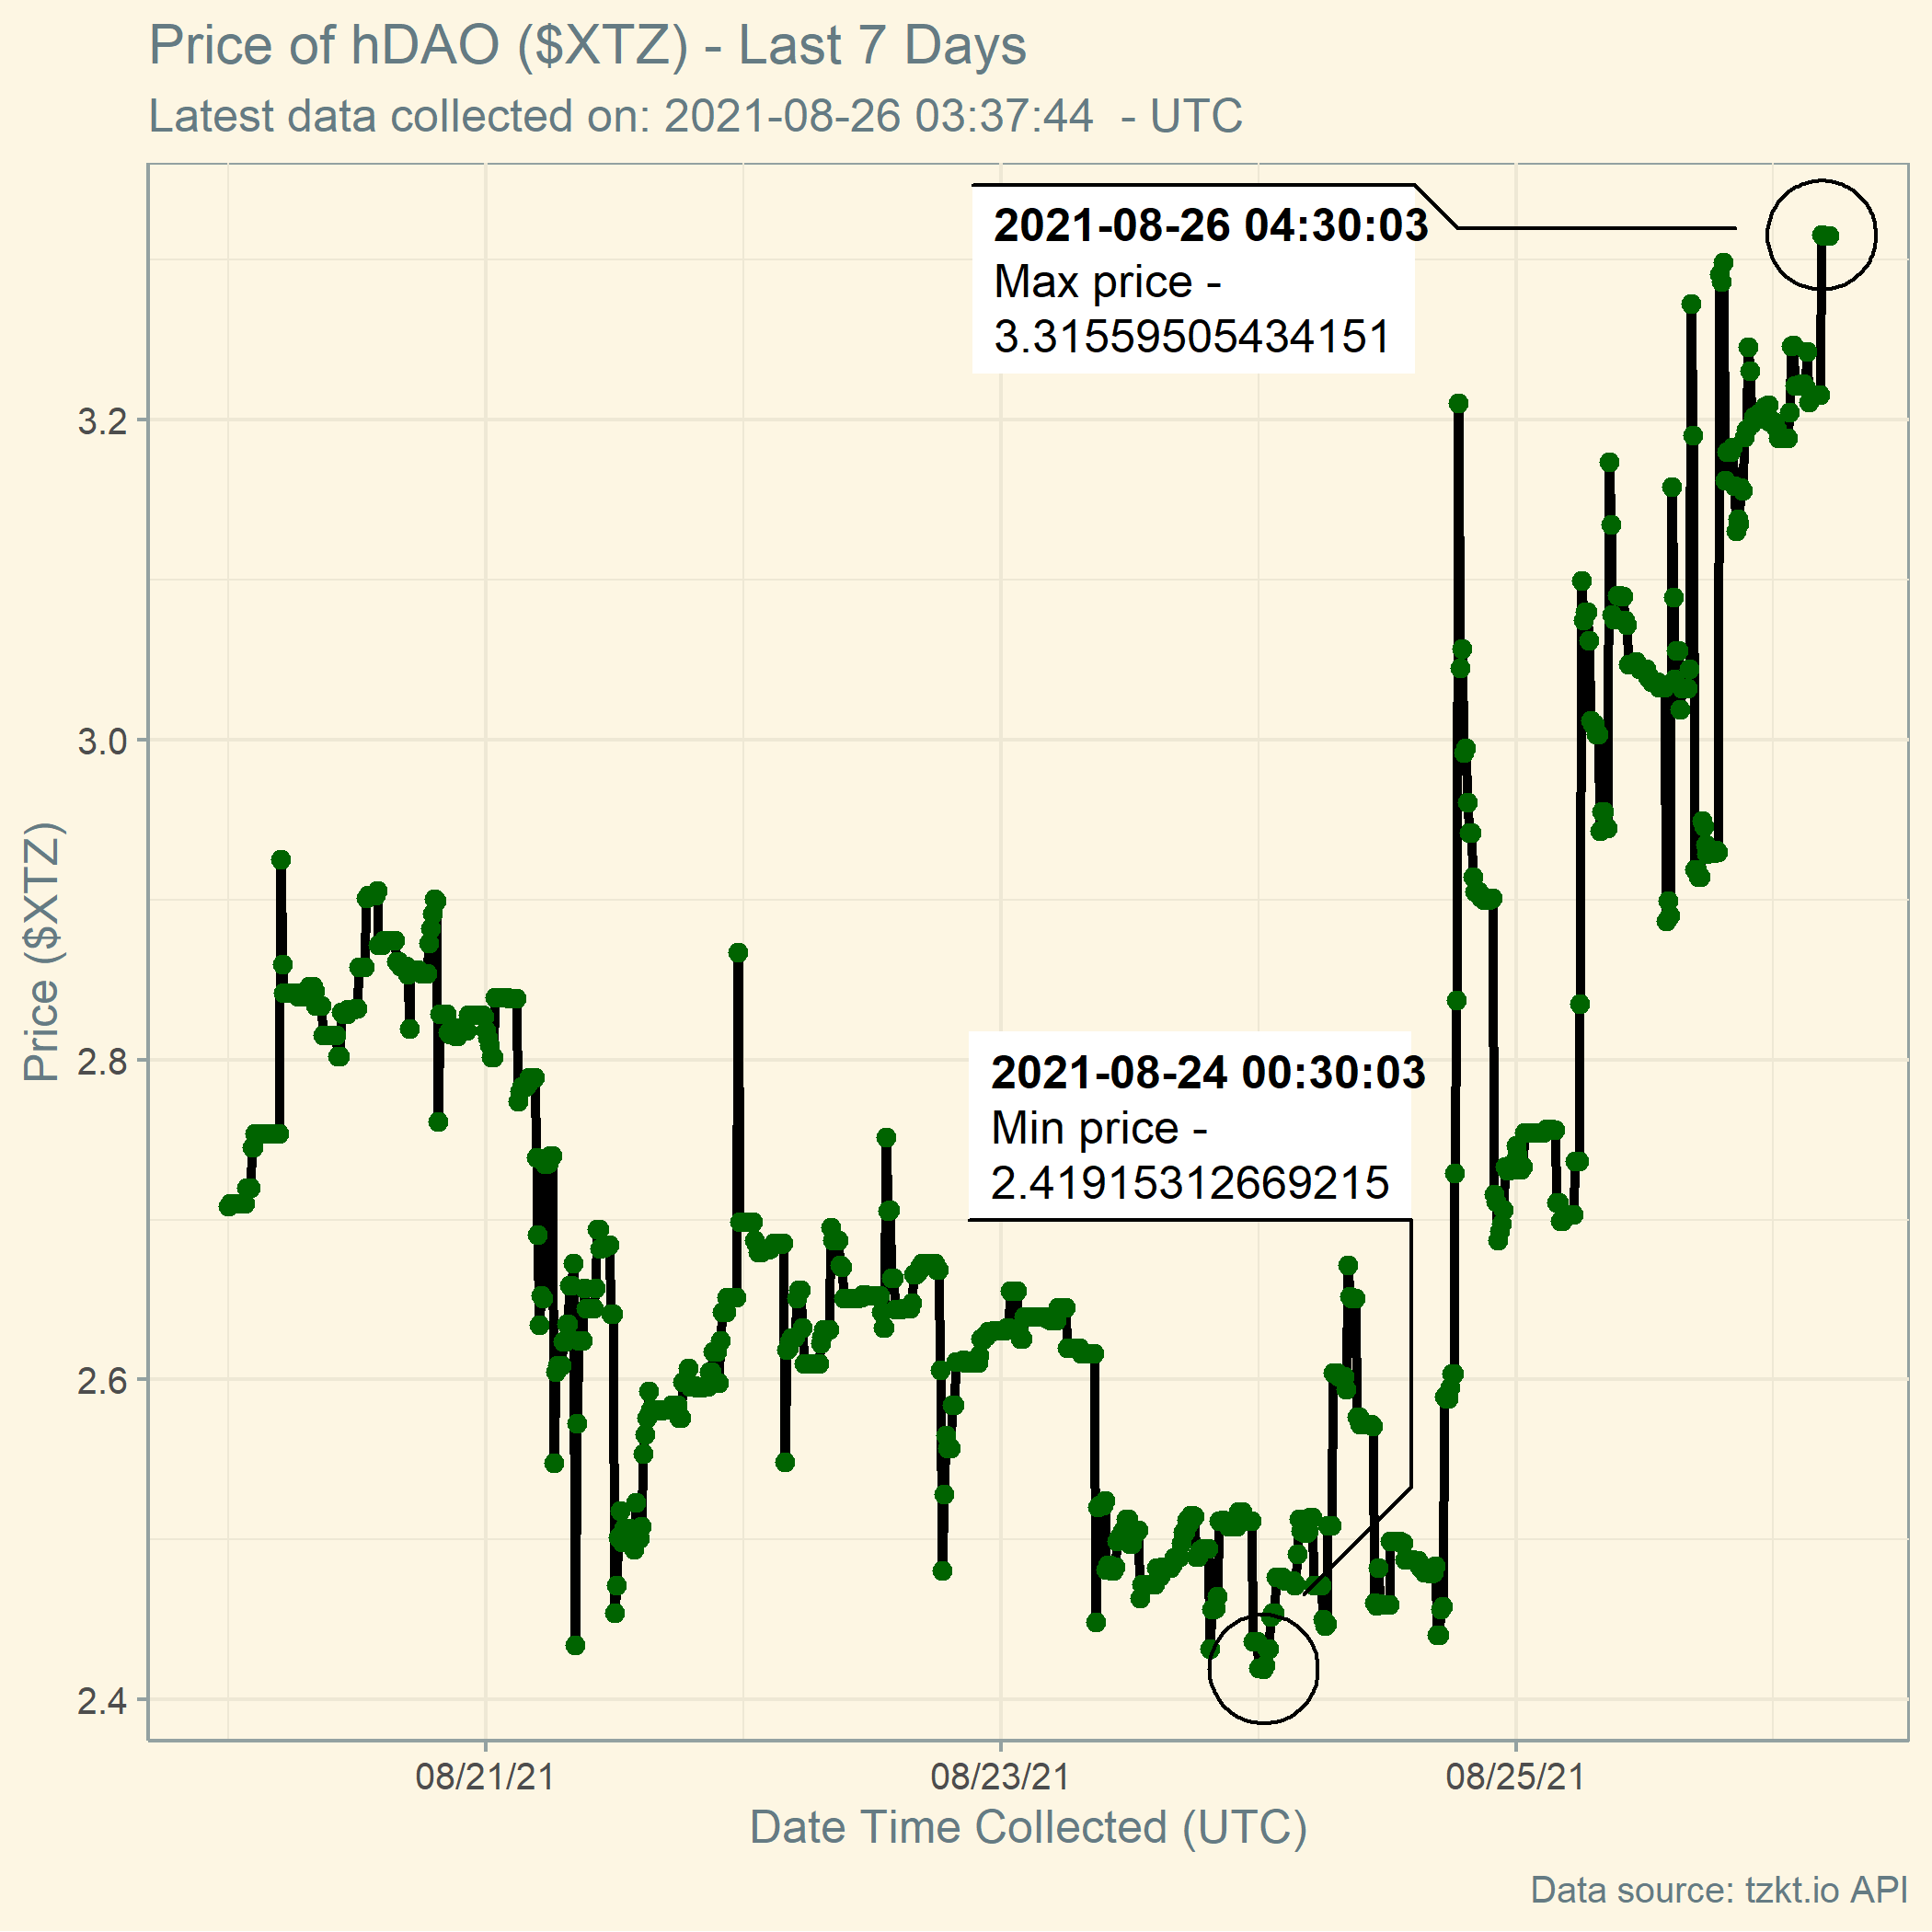 Price of hDAO ($XTZ) - Last 7 Days
Latest data collected on: 2021-08-26 03:37:44  - UTC
2021-08-26 04:30:03
Max price -
3.31559505434151
3.2
3.0
2.8
2.6
2.4
Price ($XTZ)
2021-08-24 00:30:03
Min price -
2.41915312669215
08/21/21
08/23/21
08/25/21
Date Time Collected (UTC)
Data source: tzkt.io API